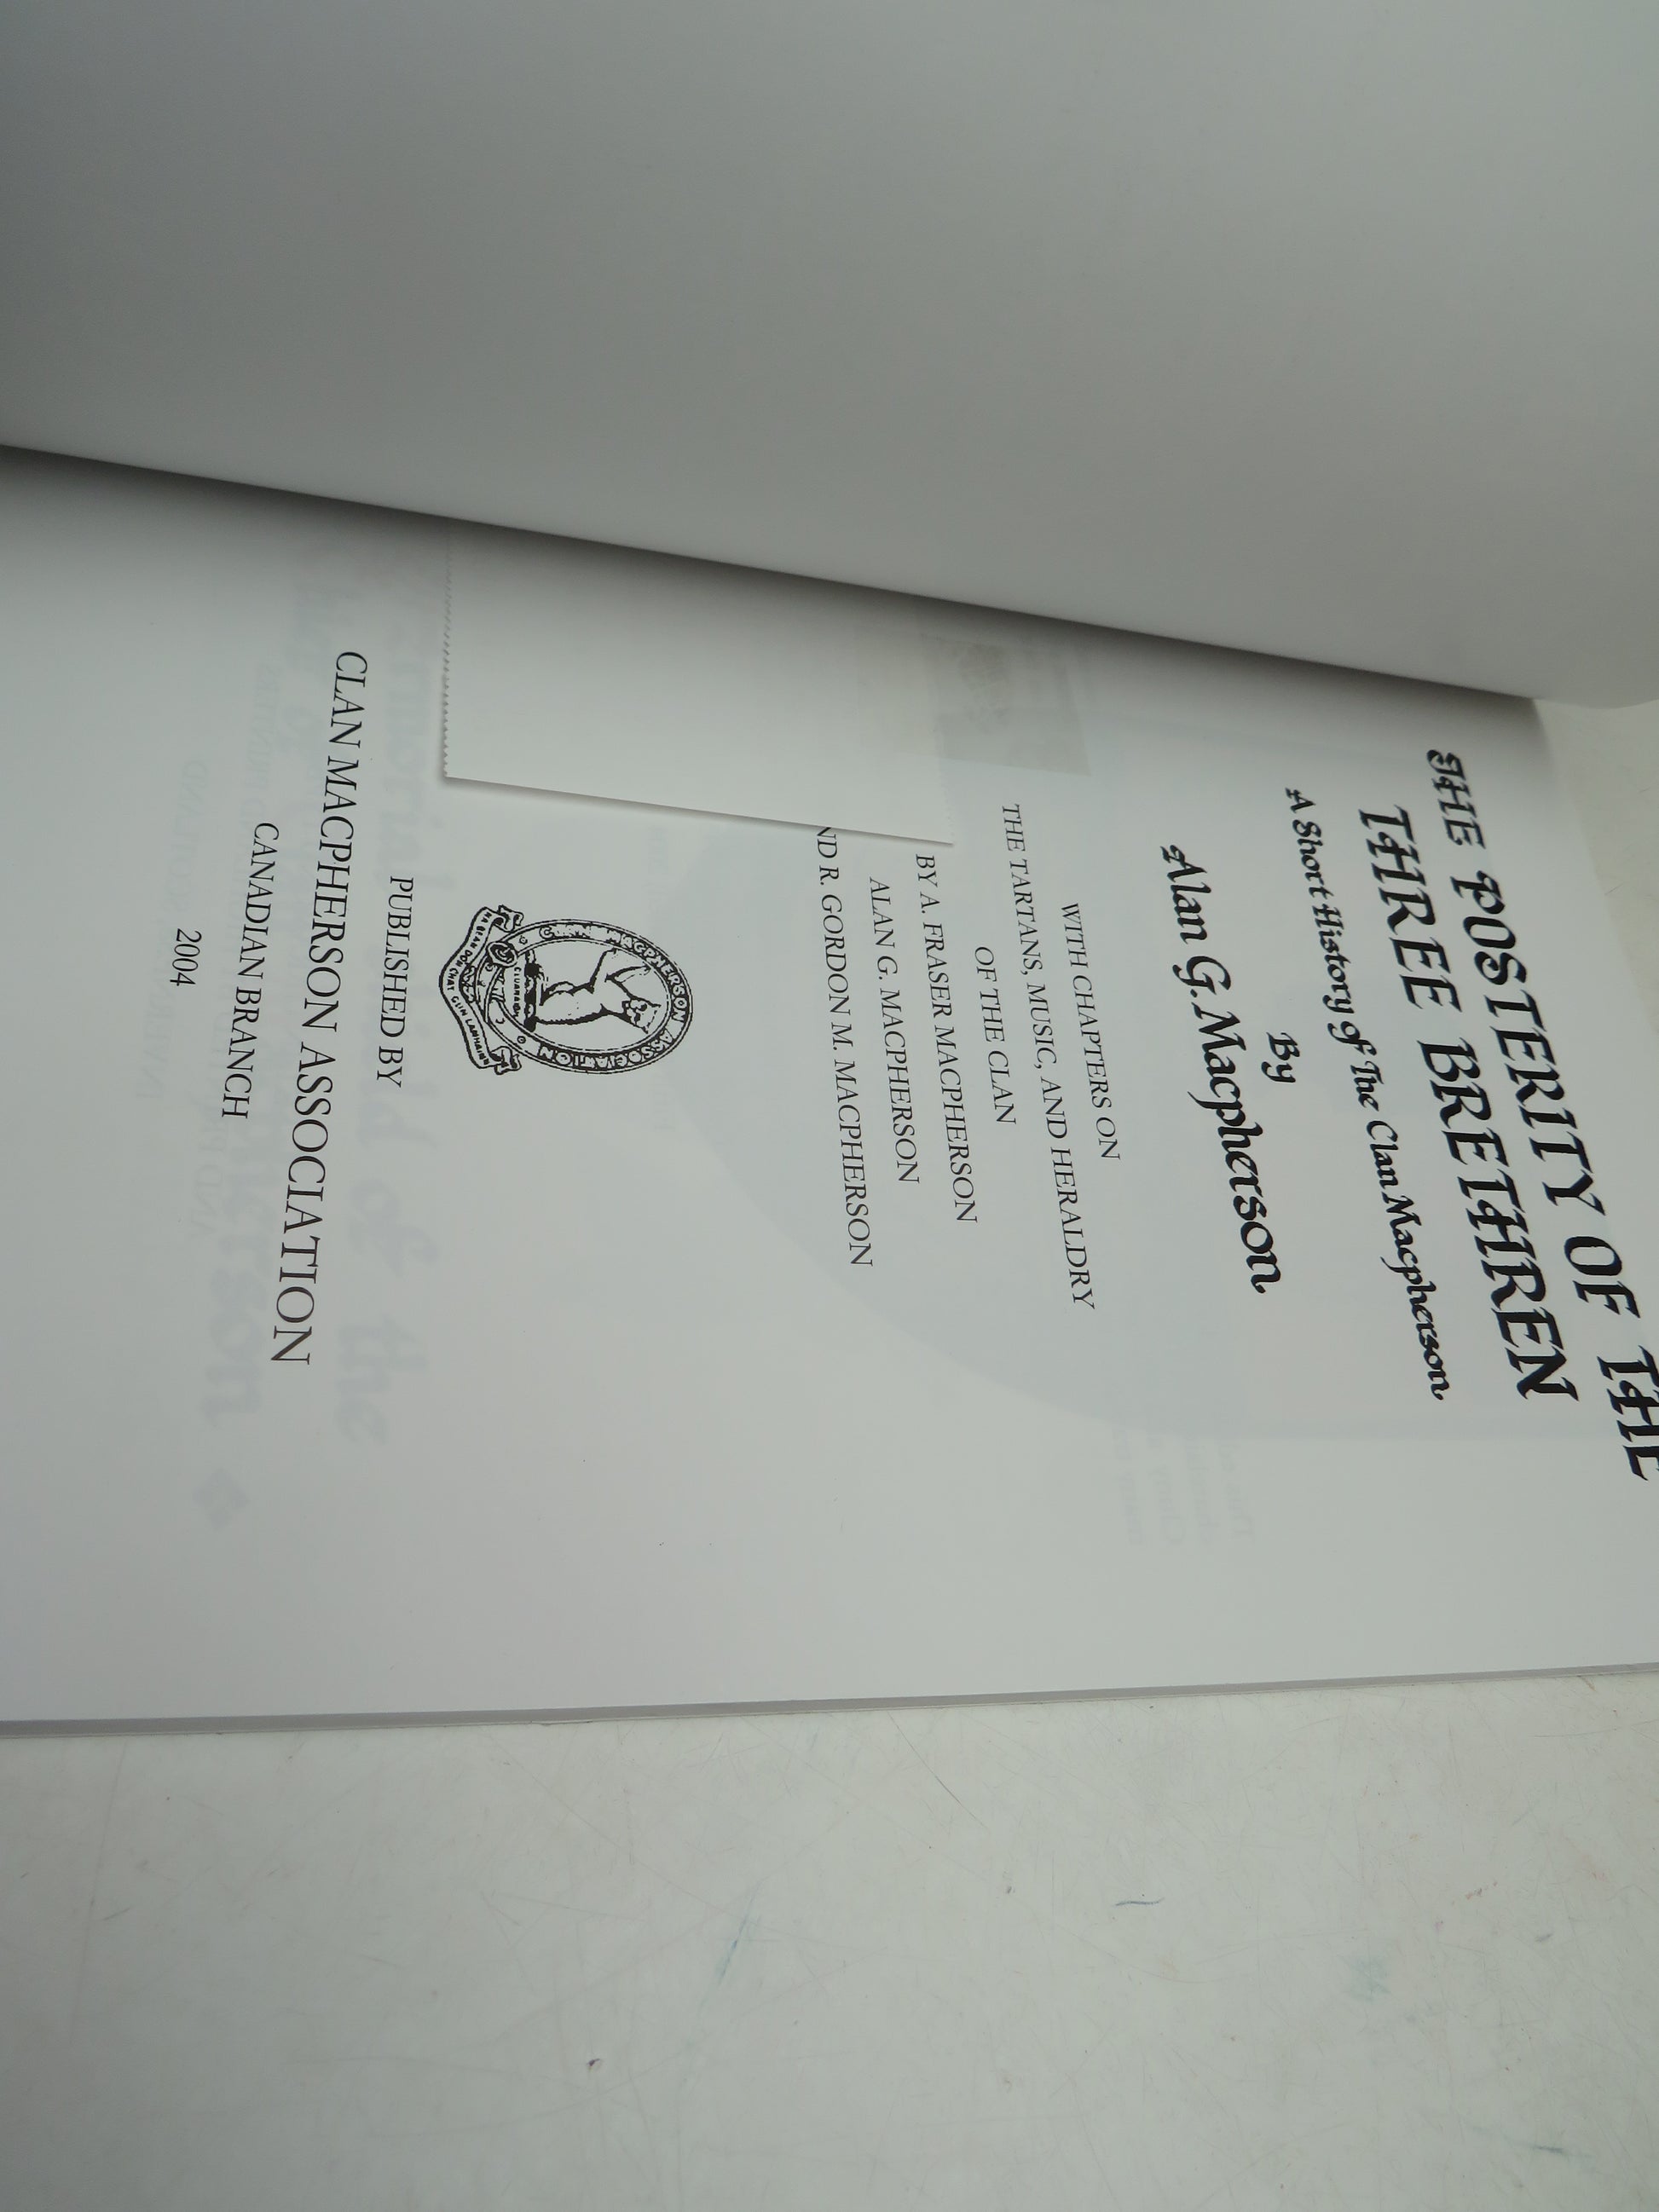 THE POSTERITY OF THE
THREE BRETHREN
A Short History of The Clan Macpherson
By
Alan G. Macpherson
WITH CHAPTERS ON
THE TARTANS, MUSIC, AND HERALDRY
OF THE CLAN
BY A. FRASER MACPHERSON
ALAN G. MACPHERSON
ND R. GORDON M. MACPHERSON
CLAN MACPHERSON ASSOCIATION
PUBLISHED BY
CLAN MACPHERSON ASSOCIATION
CANADIAN BRANCH
2004